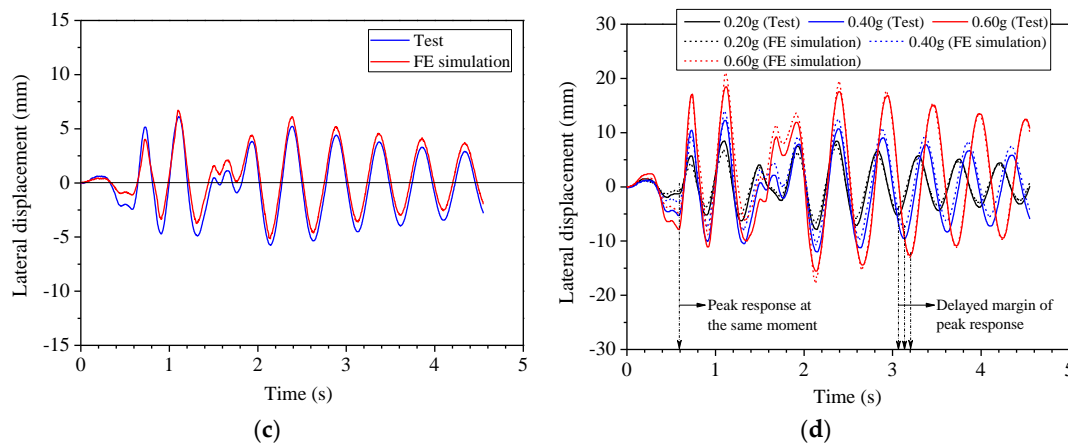 15
10
5
0
-5
-10
-15
Lateral displacement (mm)
Test
FE simulation
0 1 2 3 4 5
Time (s)
(c)
30
20
10
0
-10
-20
-30
Lateral displacement (mm)
0.20g (Test) 0.40g (Test) 0.60g (Test)
0.20g (FE simulation) 0.40g (FE simulation)
0.60g (FE simulation)
Peak response at
the same moment
Delayed margin of
peak response
0 1 2 3 4 5
Time (s)
(d)